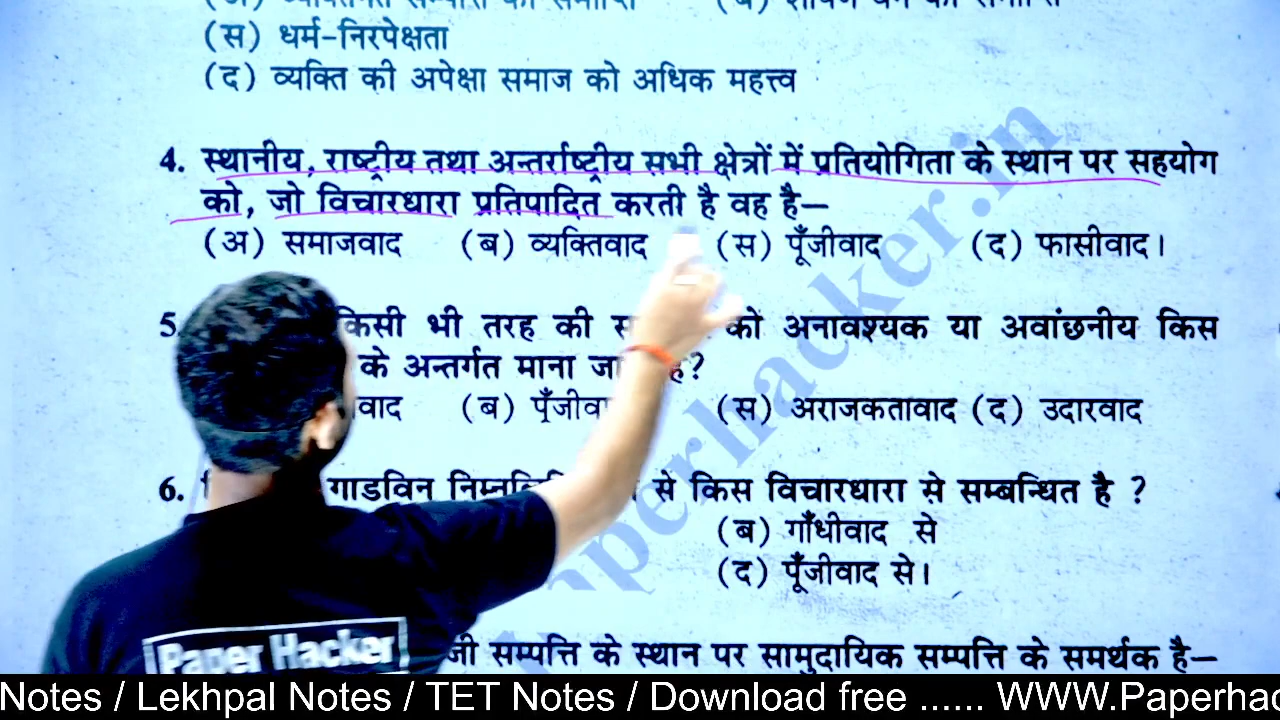 (स) धर्म-निरपेक्षता
(द) व्यक्ति की अपेक्षा समाज को अधिक महत्त्व
4. स्थानीय, राष्ट्रीय तथा अन्तर्राष्ट्रीय सभी क्षेत्रों में प्रतियोगिता के स्थान पर सहयोग
को, जो विचारधारा प्रतिपादित करती है वह है—
(अ) समाजवाद (ब) व्यक्तिवाद (स) पूँजीवाद (द) फासीवाद।
5. किसी भी तरह की को अनावश्यक या अवांछनीय किस
के अन्तर्गत माना है?
(ब) (स) अराजकतावाद (द) उदारवाद
6. गाडविन से किस विचारधारा से सम्बन्धित है ?
(ब) गाँधीवाद से
(द) पूँजीवाद से।
सम्पत्ति के स्थान पर सामुदायिक सम्पत्ति के समर्थक है—
paperhacker.in
Paper Hacker
Notes / Lekhpal Notes / TET Notes / Download free ...... WWW.Paperhac